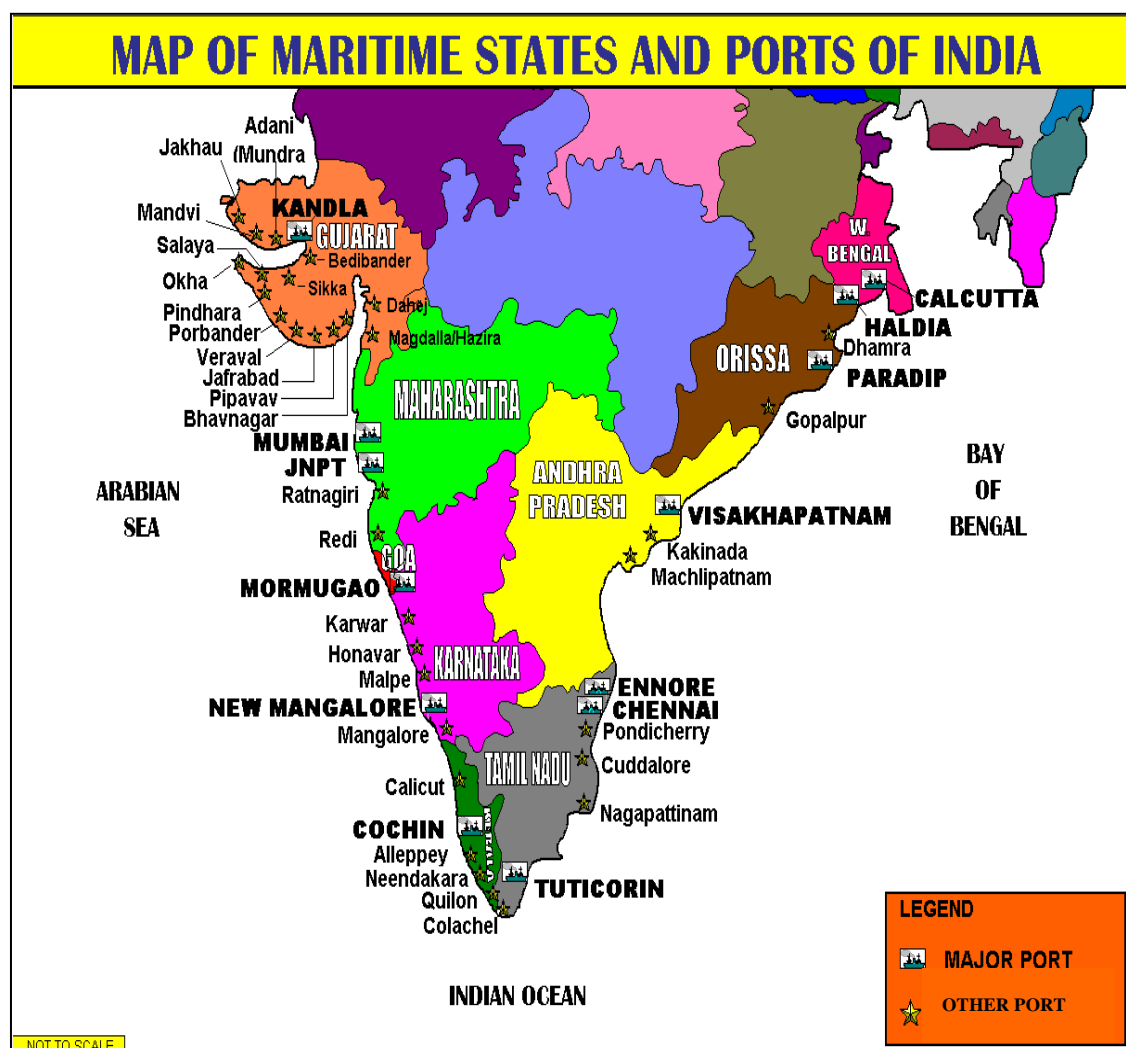 MAP OF MARITIME STATES AND PORTS OF INDIA
Adani
(Mundra
Jakhau
Mandvi
KANDLA
GUJARAT
Salaya
Bedibander
Okha
Sikka
Pindhara
Dahej
Porbander
Magdalla/Hazira
Veraval
Jafrabad
Pipavav
Bhavnagar
W.
BENGAL
CALCUTTA
HALDIA
Dhamra
ORISSA
PARADIP
Gopalpur
MAHARASHTRA
MUMBAI
JNPT
Ratnagiri
ARABIAN
SEA
ANDHRA
PRADESH
BAY
OF
BENGAL
VISAKHAPATNAM
Kakinada
Machlipatnam
Redi
GOA
MORMUGAO
Karwar
Honavar
KARNATAKA
Malpe
NEW MANGALORE
Mangalore
ENNORE
CHENNAI
Pondicherry
TAMIL NADU
Cuddalore
Calicut
Nagapattinam
COCHIN
KERALA
Alleppey
Neendakara
Quilon
Colachel
TUTICORIN
INDIAN OCEAN
LEGEND
MAJOR PORT
OTHER PORT
NOT TO SCALE